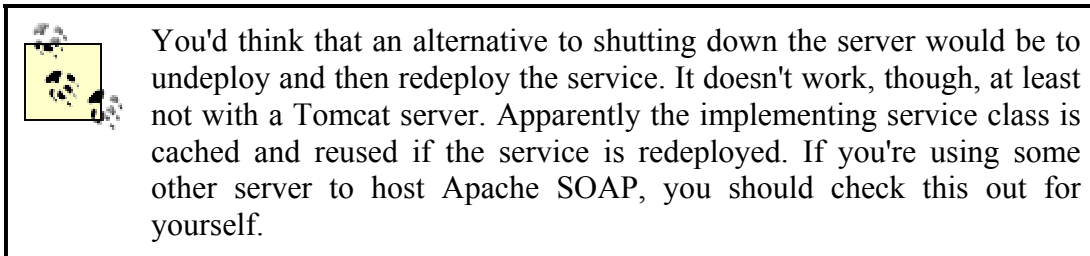 You'd think that an alternative to shutting down the server would be to
undeploy and then redeploy the service. It doesn't work, though, at least
not with a Tomcat server. Apparently the implementing service class is
cached and reused if the service is redeployed. If you're using some
other server to host Apache SOAP, you should check this out for
yourself.